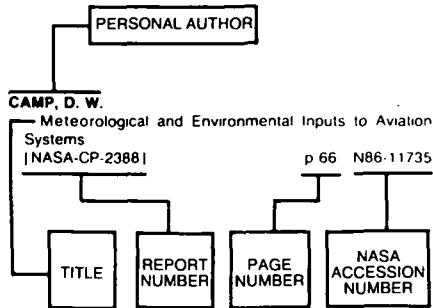 PERSONAL AUTHOR
CAMP, D. W.
Meteorological and Environmental Inputs to Aviation
Systems
|NASA-CP-2388| p 66 N86-11735
TITLE
REPORT
NUMBER
PAGE
NUMBER
NASA
ACCESSION
NUMBER